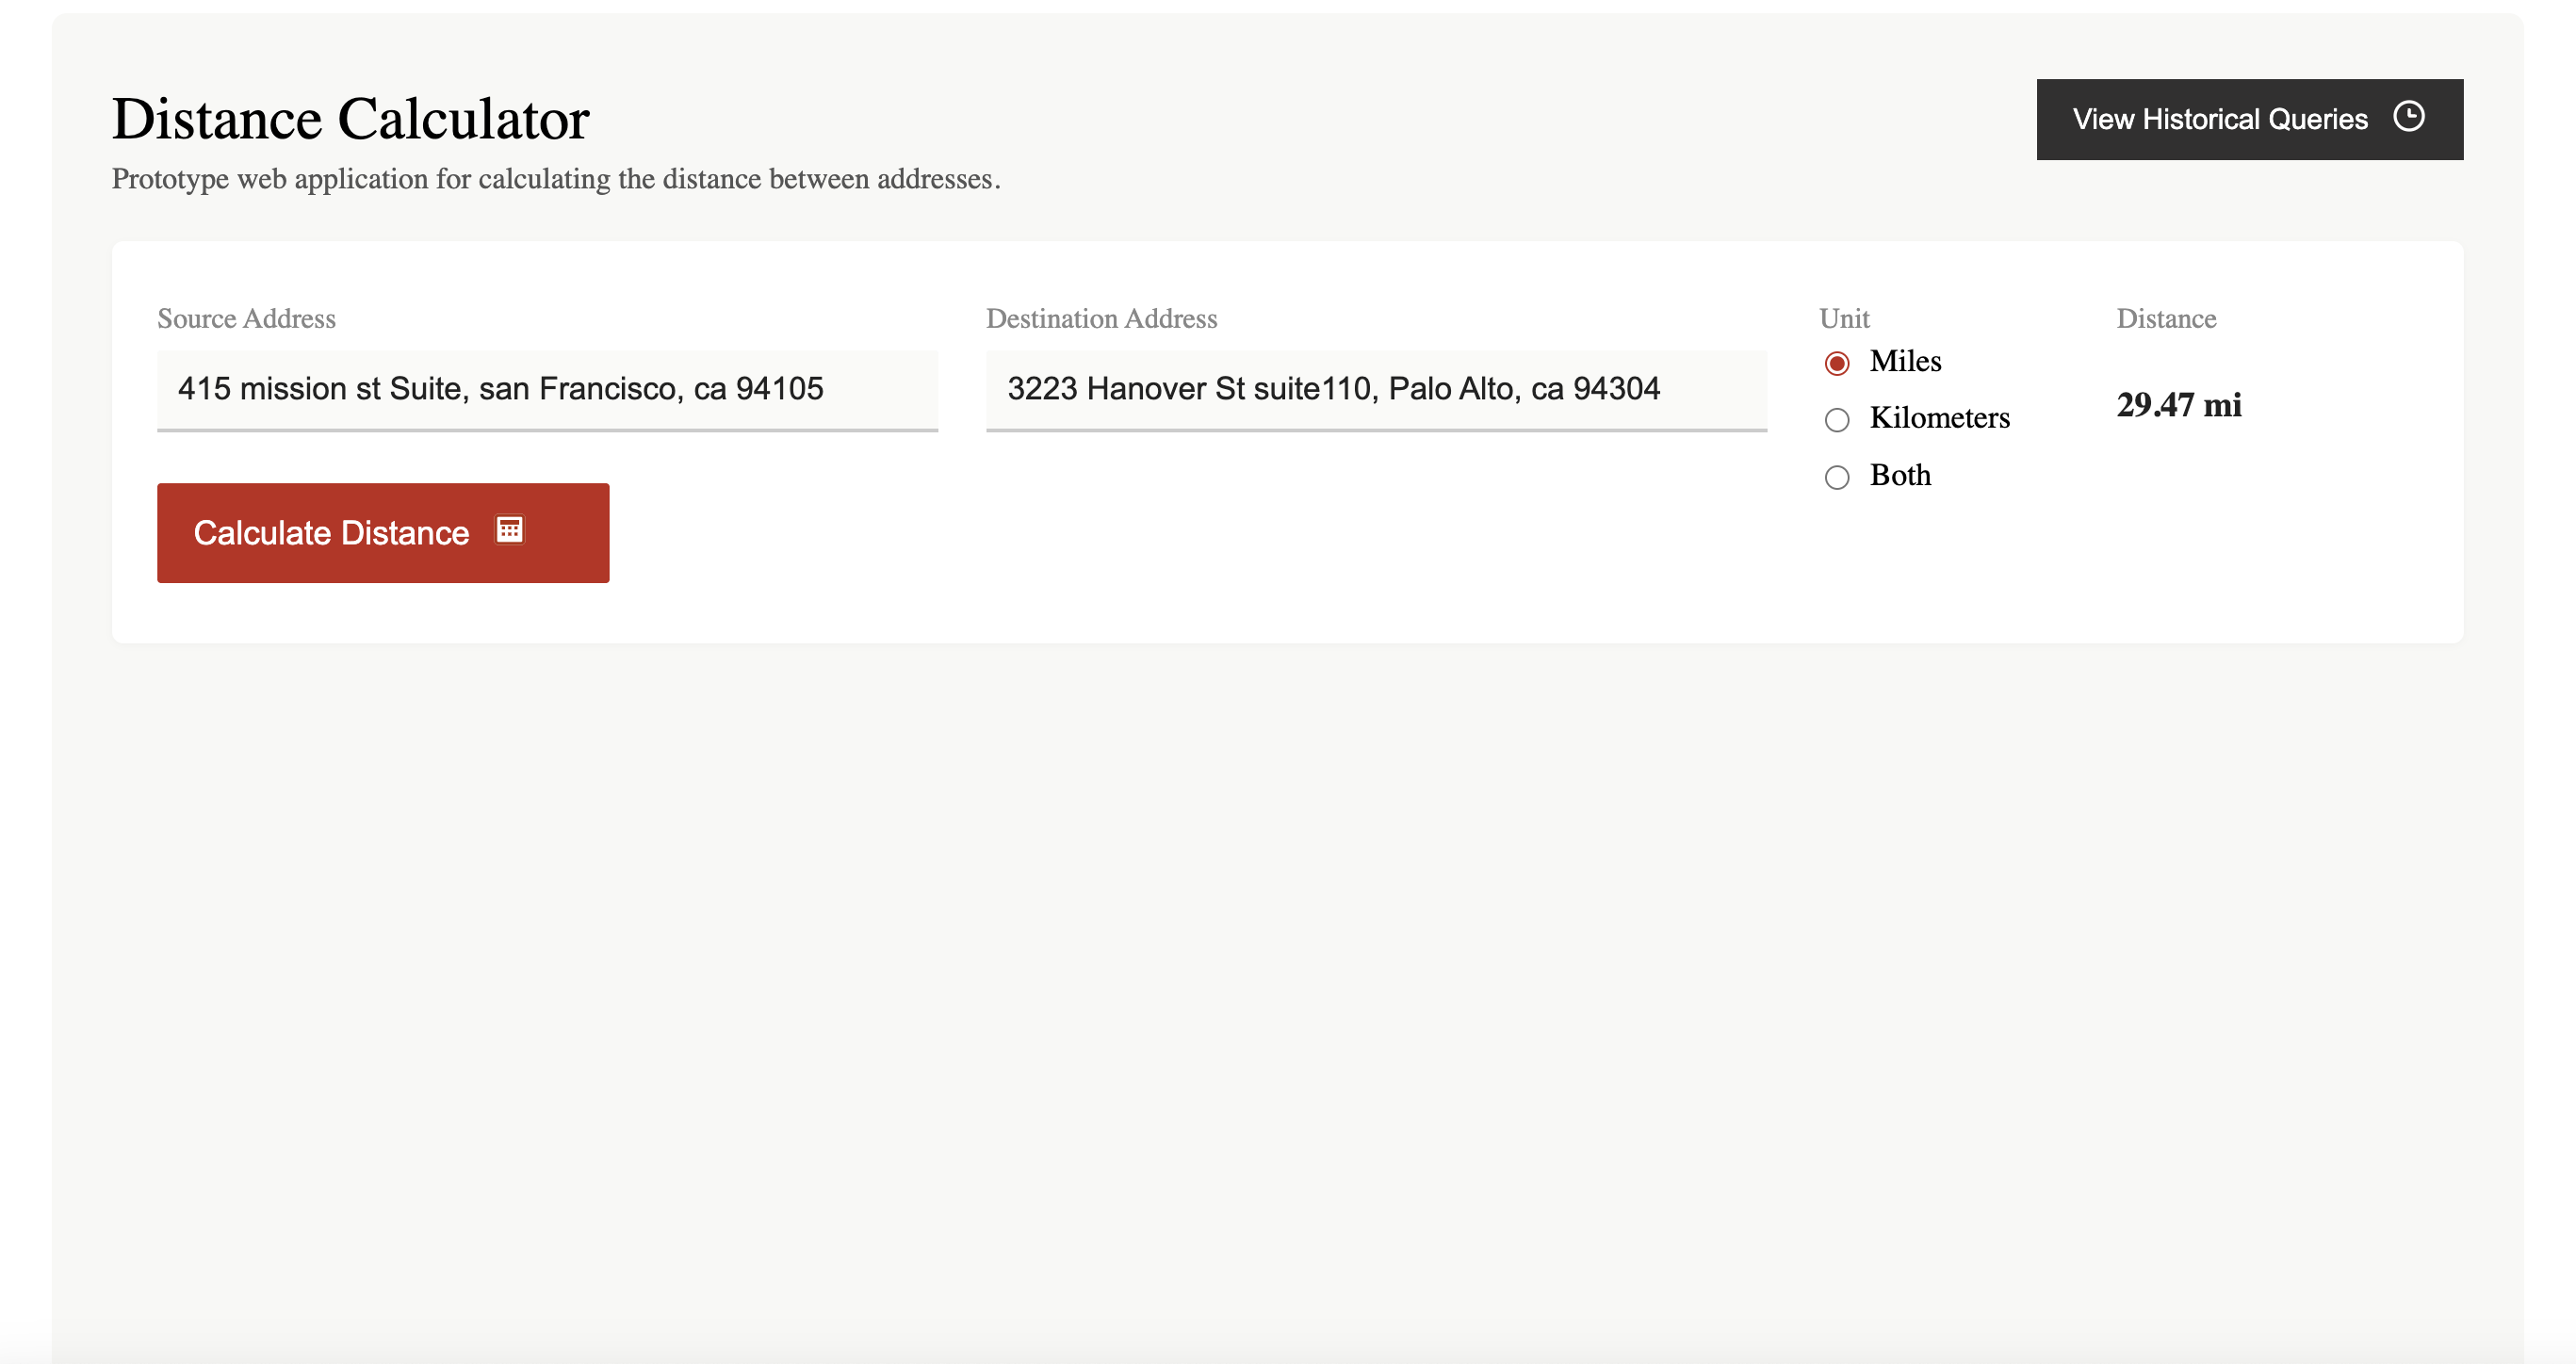 Distance Calculator
View Historical Queries
Prototype web application for calculating the distance between addresses.
Source Address
415 mission st Suite, san Francisco, ca 94105
Destination Address
3223 Hanover St suite110, Palo Alto, ca 94304
Unit
Miles
Kilometers
Both
Distance
29.47 mi
Calculate Distance